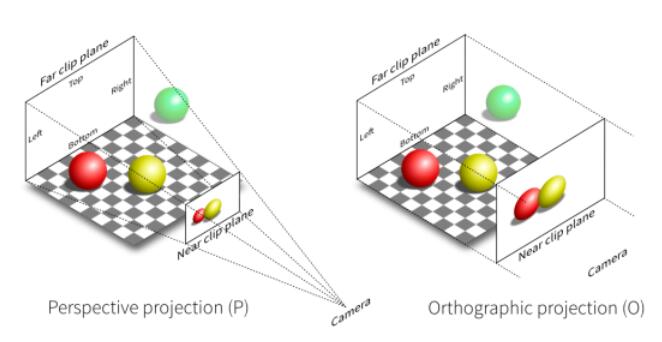 Far clip plane
Top
Right
Left
Bottom
Near clip plane
Camera
Perspective projection (P)
Far clip plane
Top
Right
Left
Bottom
Near clip plane
Camera
Orthographic projection (O)